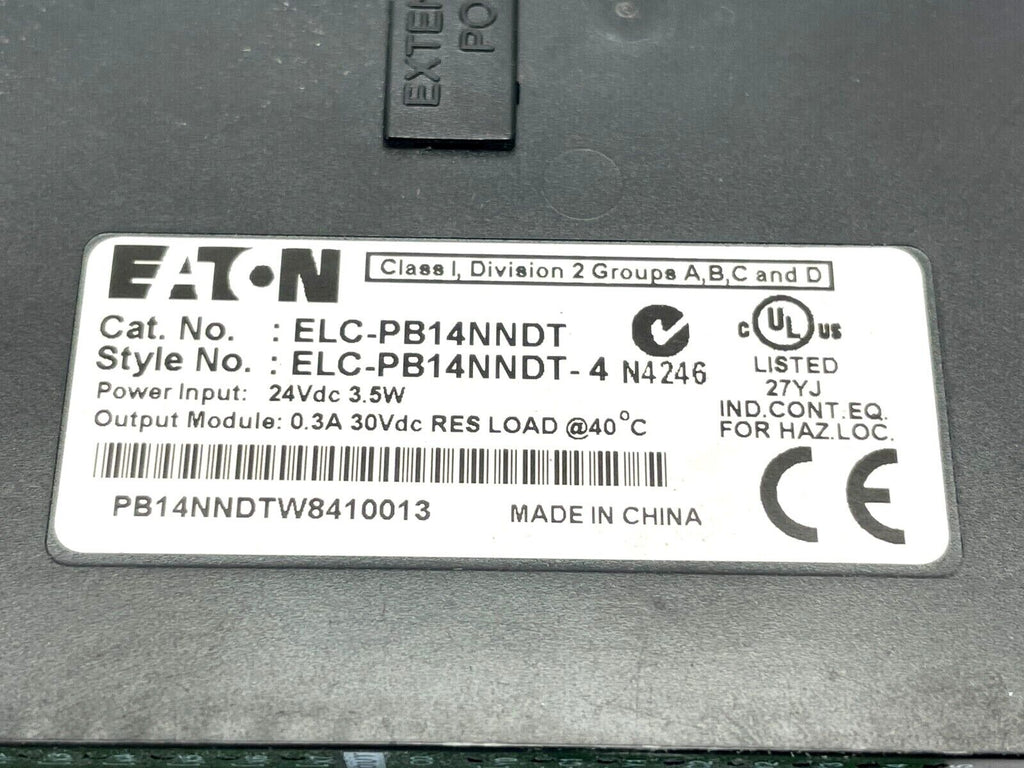 EATON
Class I, Division 2 Groups A,B,C and D
Cat. No. : ELC-PB14NNDT
Style No. : ELC-PB14NNDT-4
N4246
Power Input: 24Vdc 3.5W
Output Module: 0.3A 30Vdc RES LOAD @40°C
C UL US
LISTED
27YJ
IND.CONT.EQ.
FOR HAZ.LOC.
PB14NNDTW8410013
MADE IN CHINA
CE